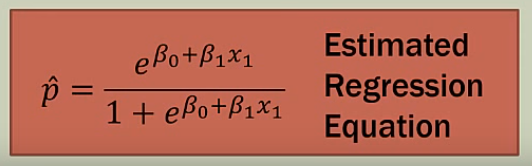 p̂ = e^(β₀+β₁x₁) / (1 + e^(β₀+β₁x₁))
Estimated
Regression
Equation